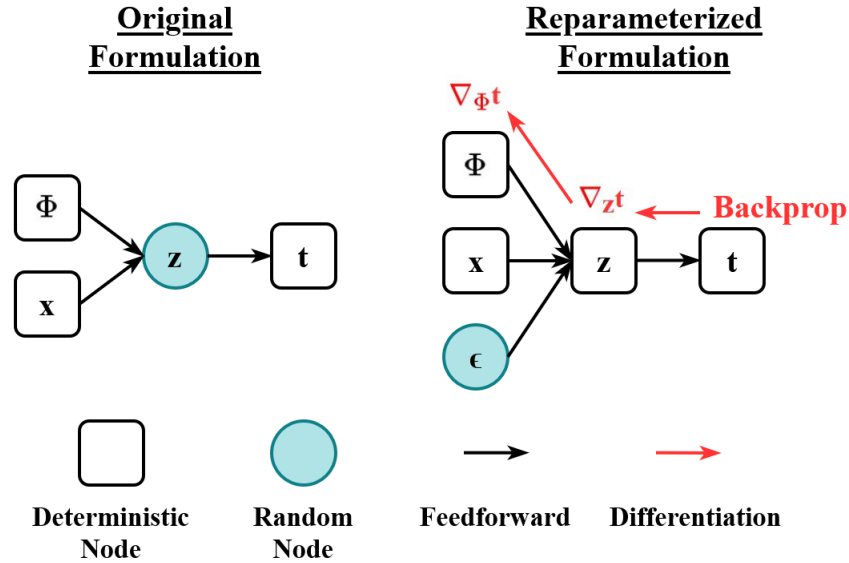 Original
Formulation
Reparameterized
Formulation
∇Φt
Φ
Φ
∇zt
Backprop
z
t
x
z
t
x
ϵ
Deterministic
Node
Random
Node
Feedforward
Differentiation